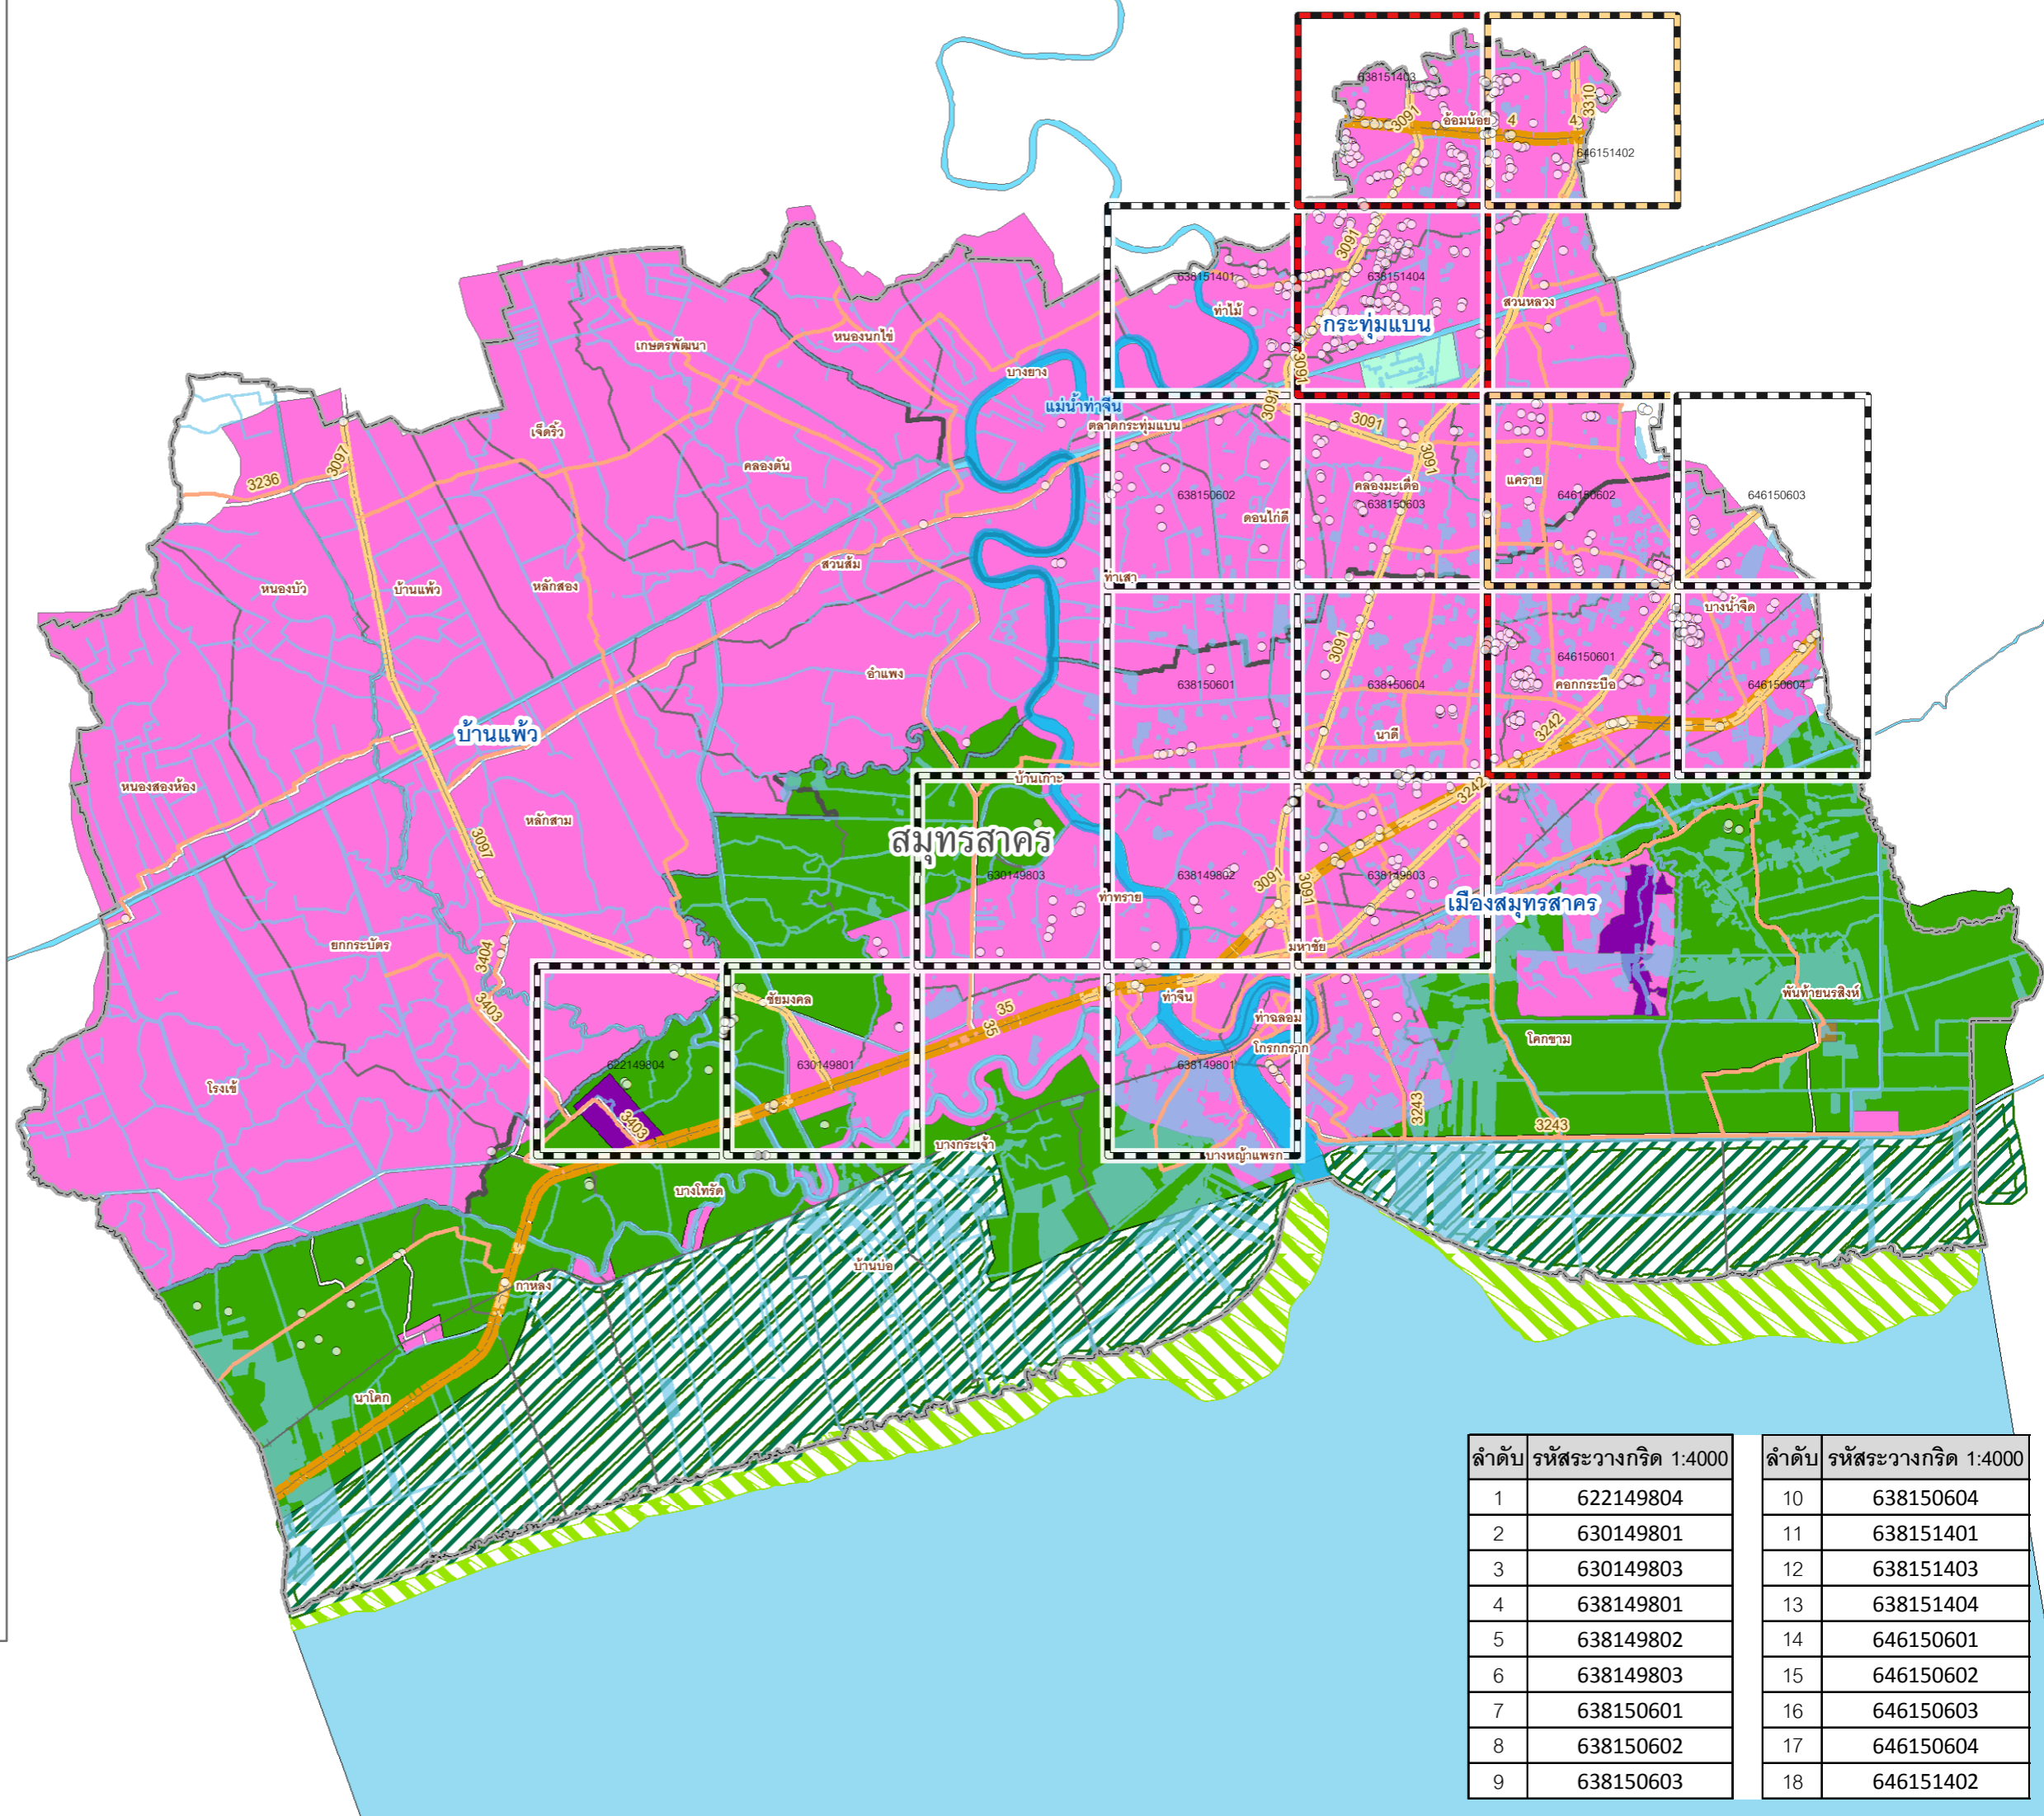 638151403
3310
3091
อ้อมน้อย
4
4
646151402
3091
638151401
638151404
ท่าไม้
สวนหลวง
กระทุ่มแบน
หนองนกไข่
เกษตรพัฒนา
บางยาง
3091
แม่น้ำท่าจีน
3091
3091
ตลาดกระทุ่มแบน
เจ็ดริ้ว
คลองตัน
3097
3236
3091
แคราย
คลองมะเดื่อ
638150602
638150603
646150602
646150603
ดอนไก่ดี
สวนส้ม
ท่าเสา
หนองบัว
บ้านแพ้ว
หลักสอง
บางน้ำจืด
3091
646150601
อำแพง
638150601
638150604
คอกกระบือ
646150604
บ้านแพ้ว
3242
นาดี
บ้านเกาะ
หนองสองห้อง
3242
หลักสาม
3097
สมุทรสาคร
630149803
638149802
3091
3091
638149803
ท่าทราย
เมืองสมุทรสาคร
ยกกระบัตร
3404
มหาชัย
พันท้ายนรสิงห์
ชัยมงคล
ท่าจีน
3403
35
35
ท่าฉลอม
โคกขาม
โกรกกราก
622149804
630149801
638149801
โรงเข้
3403
3243
3243
บางกระเจ้า
บางหญ้าแพรก
บางโทรัด
บ้านบ่อ
กาหลง
นาโคก
ลำดับ รหัสระวางกริด 1:4000 ลำดับ รหัสระวางกริด 1:4000
1 622149804 10 638150604
2 630149801 11 638151401
3 630149803 12 638151403
4 638149801 13 638151404
5 638149802 14 646150601
6 638149803 15 646150602
7 638150601 16 646150603
8 638150602 17 646150604
9 638150603 18 646151402